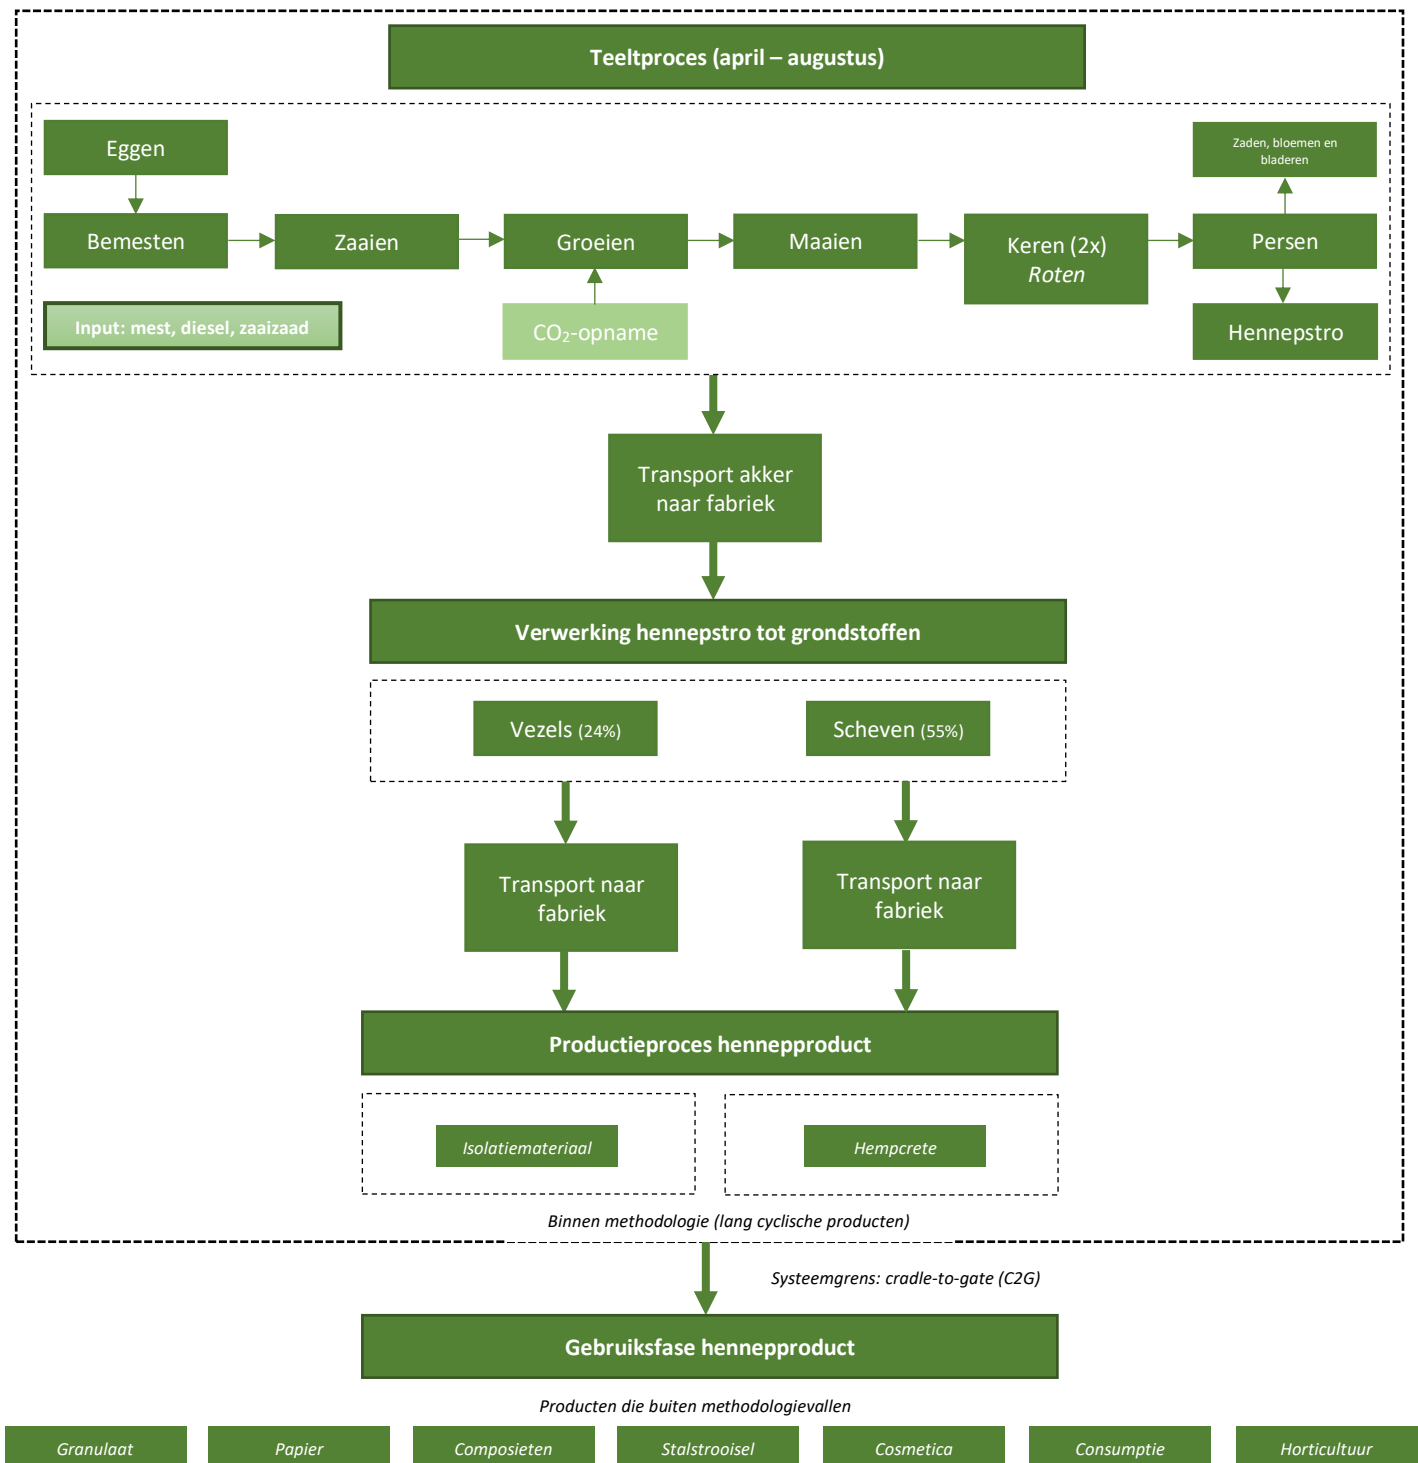 Teeltproces (april – augustus)
Eggen
Zaden, bloemen en
bladeren
Bemesten
Zaaien
Groeien
Maaien
Keren (2x)
Roten
Persen
Input: mest, diesel, zaaizaad
CO₂-opname
Hennepstro
Transport akker
naar fabriek
Verwerking hennepstro tot grondstoffen
Vezels (24%)
Scheven (55%)
Transport naar
fabriek
Transport naar
fabriek
Productieproces hennepproduct
Isolatiemateriaal
Hempcrete
Binnen methodologie (lang cyclische producten)
Systeemgrens: cradle-to-gate (C2G)
Gebruiksfase hennepproduct
Producten die buiten methodologievallen
Granulaat
Papier
Composieten
Stalstrooisel
Cosmetica
Consumptie
Horticultuur